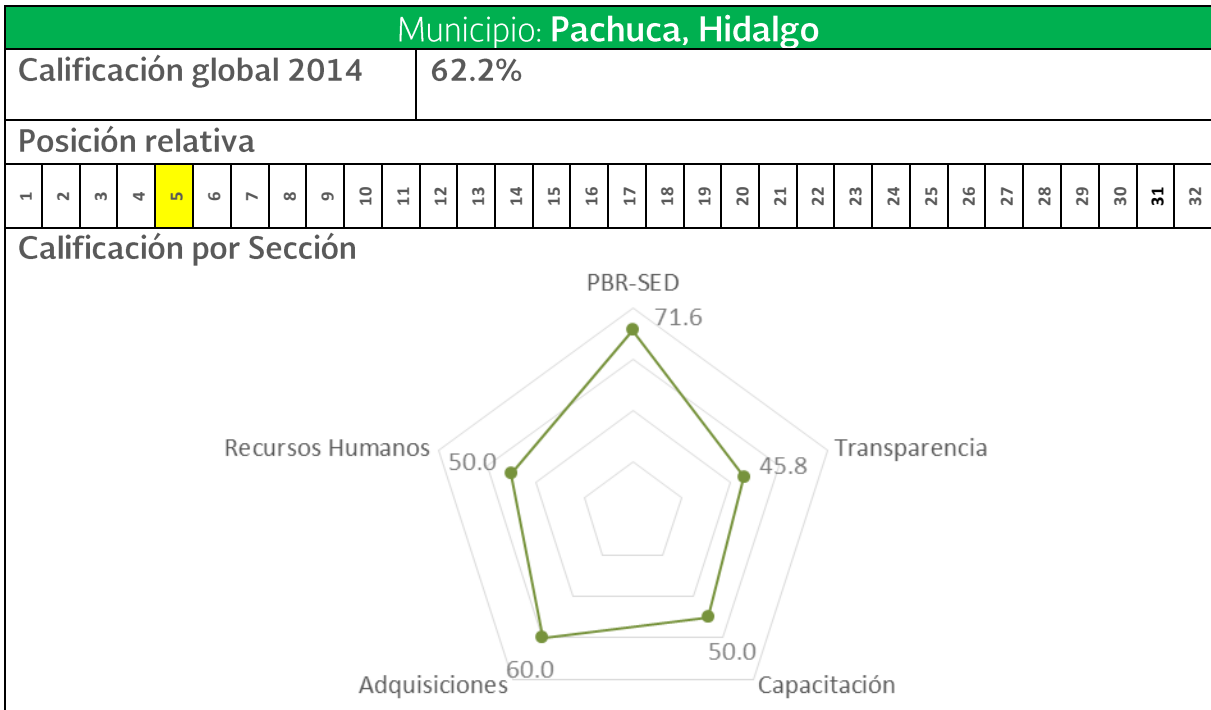 Municipio: Pachuca, Hidalgo
Calificación global 2014 62.2%
Posición relativa
1 2 3 4 5 6 7 8 9 10 11 12 13 14 15 16 17 18 19 20 21 22 23 24 25 26 27 28 29 30 31 32
Calificación por Sección
PBR-SED
71.6
Recursos Humanos 50.0 45.8 Transparencia
60.0 50.0
Adquisiciones Capacitación